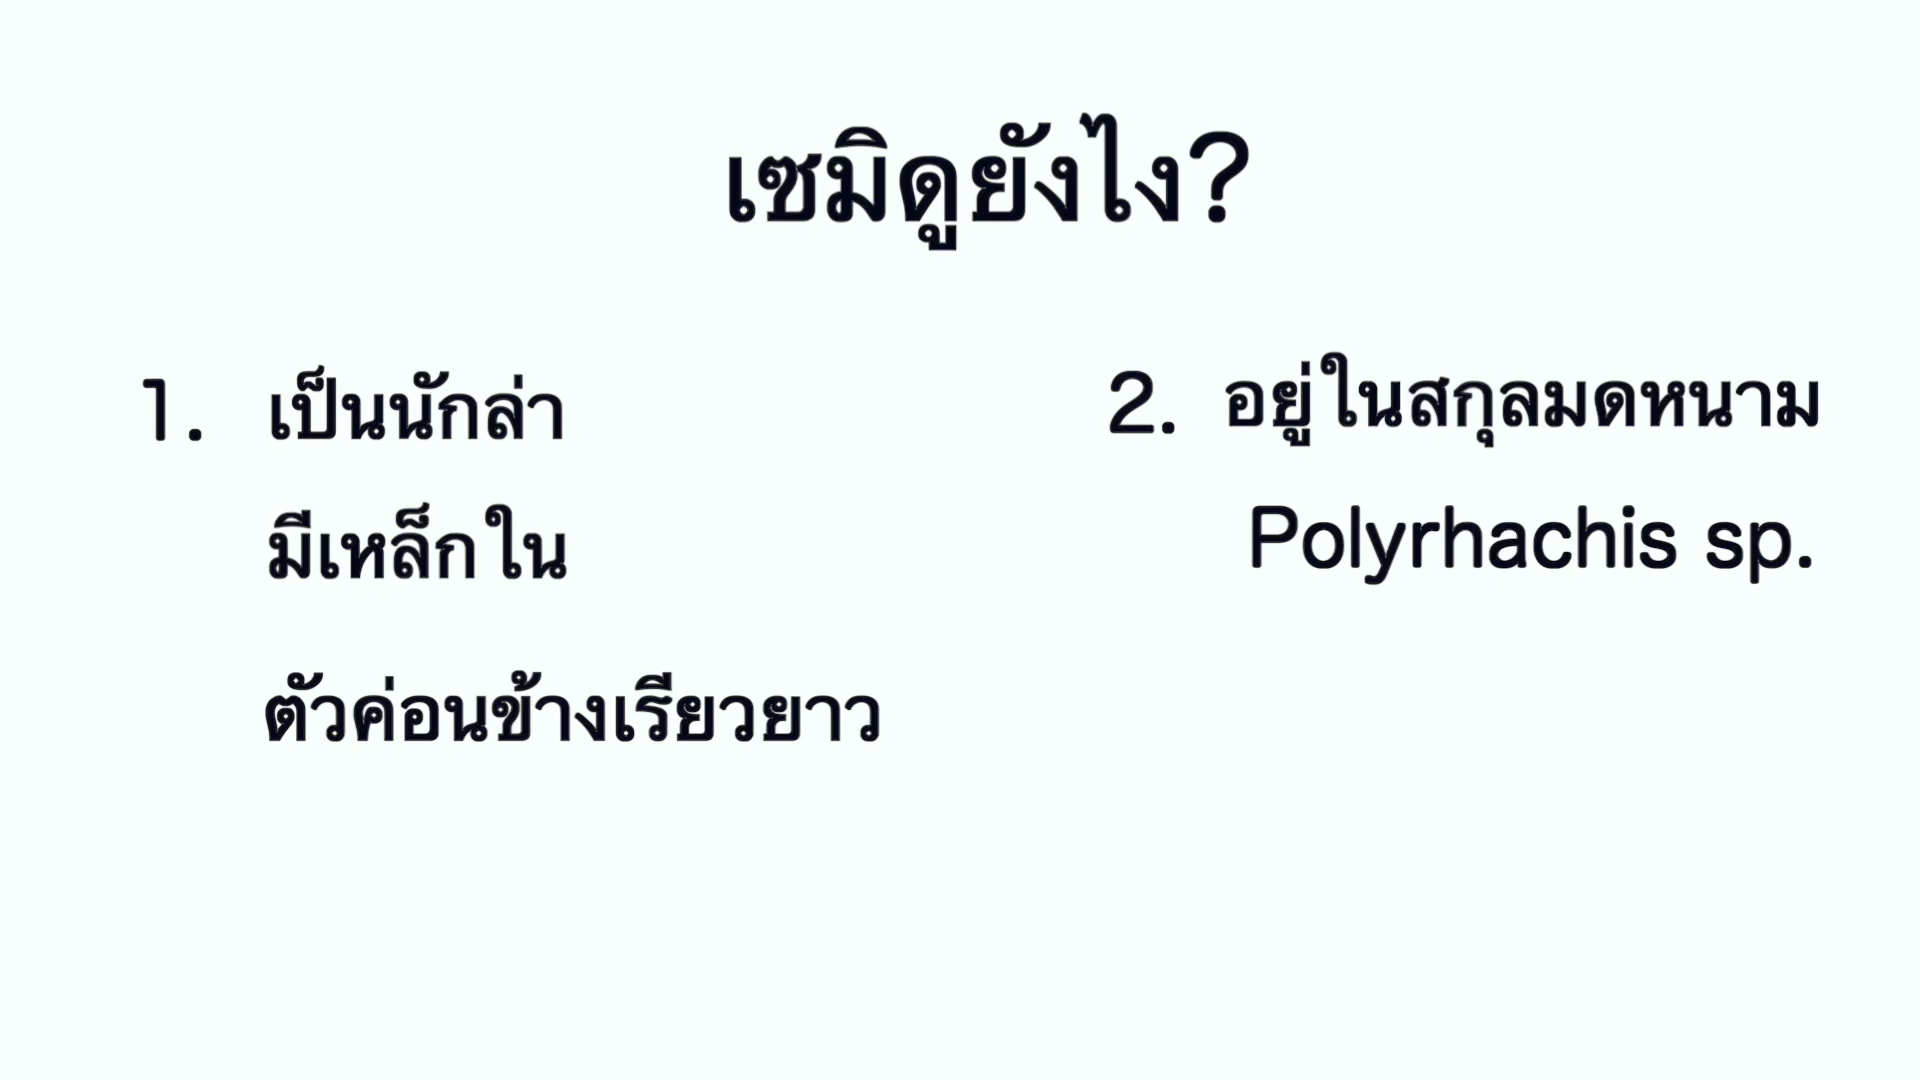 เซมิดูยังไง?
1. เป็นนักล่า
มีเหล็กใน
ตัวค่อนข้างเรียวยาว
2. อยู่ในสกุลมดหนาม
Polyrhachis sp.